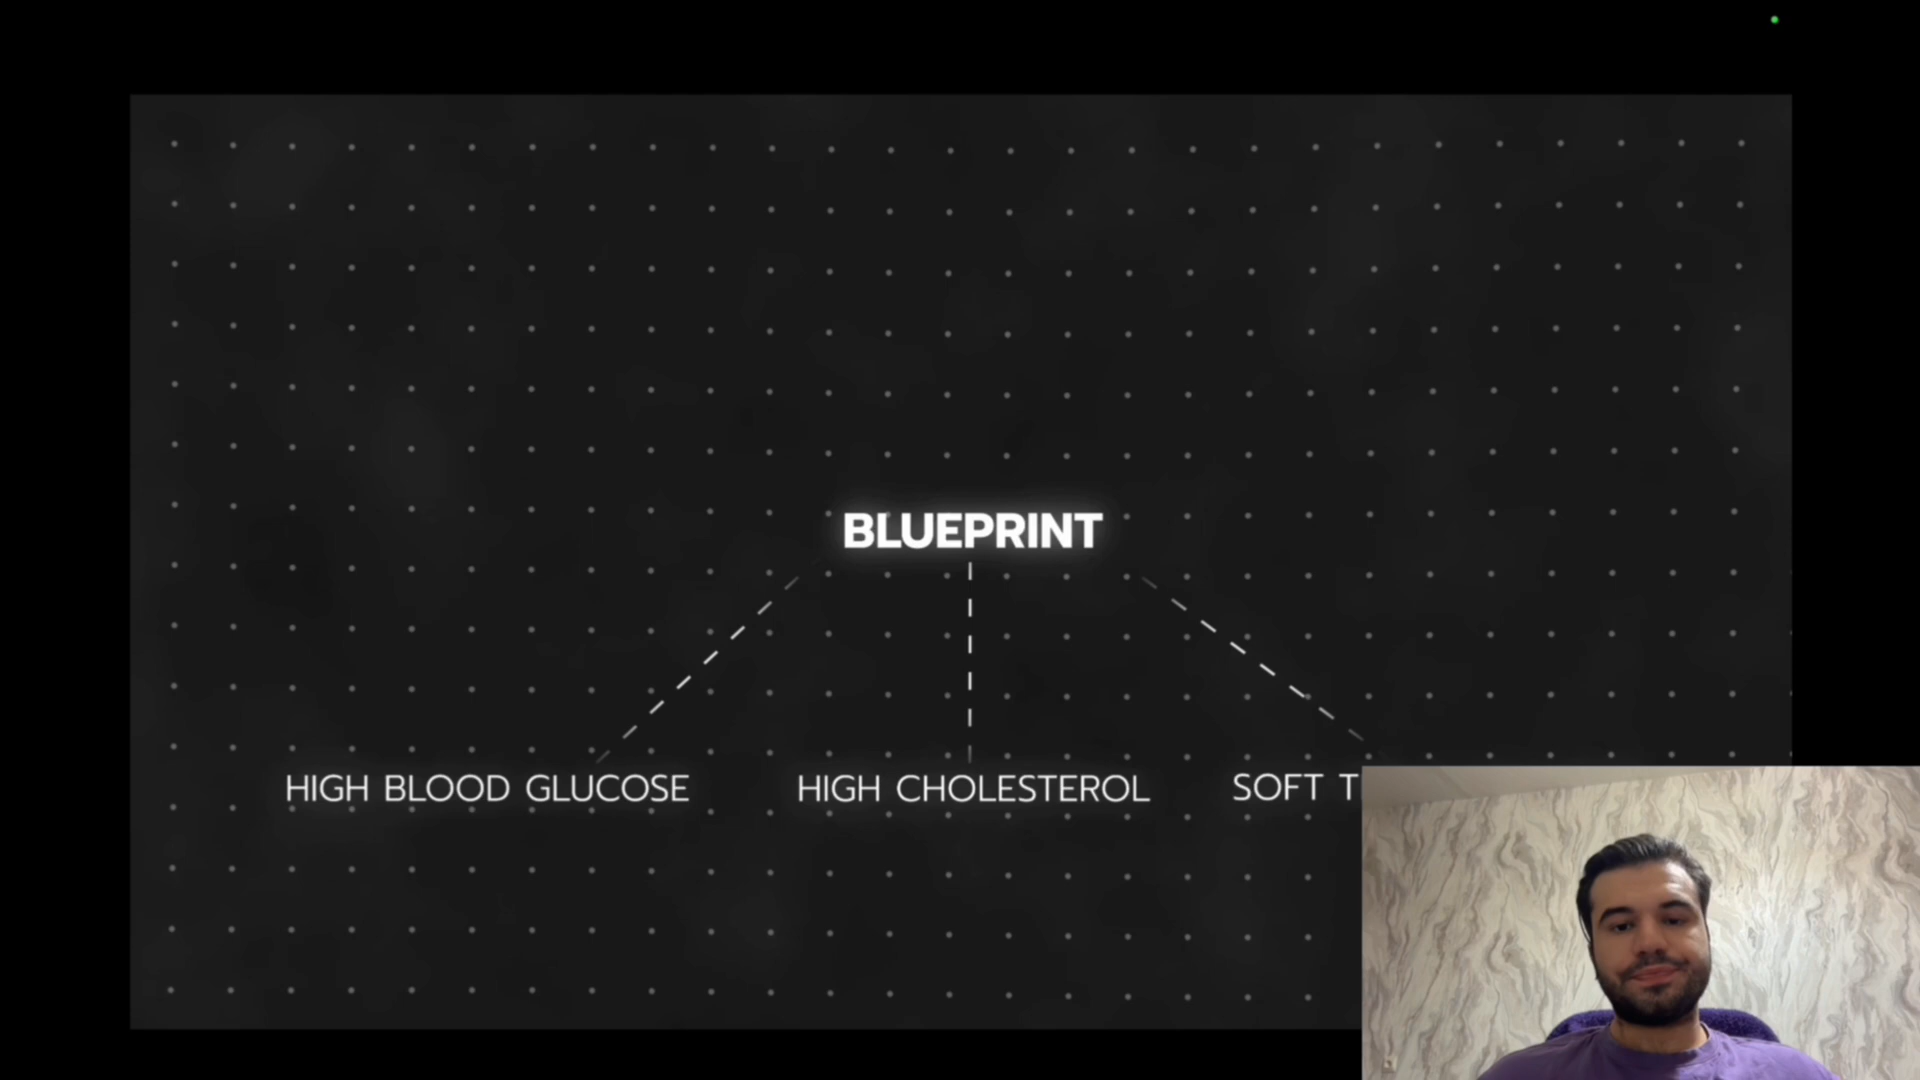 BLUEPRINT
HIGH BLOOD GLUCOSE
HIGH CHOLESTEROL
SOFT